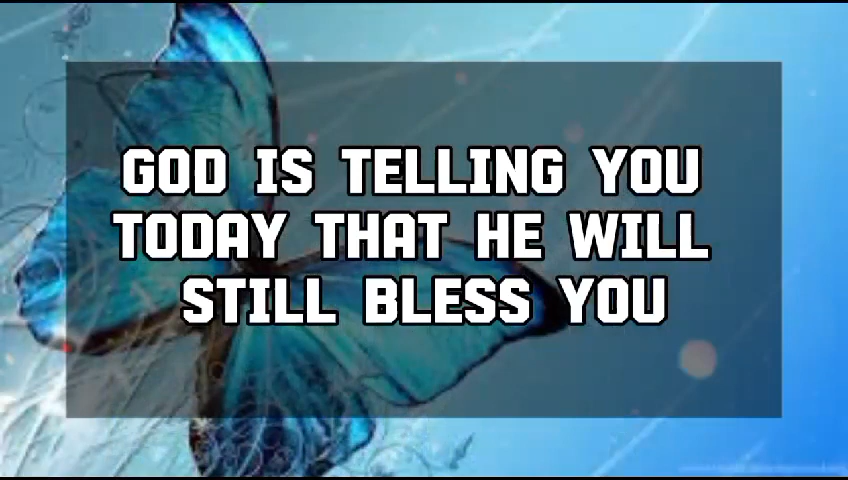 GOD IS TELLING YOU
TODAY THAT HE WILL
STILL BLESS YOU